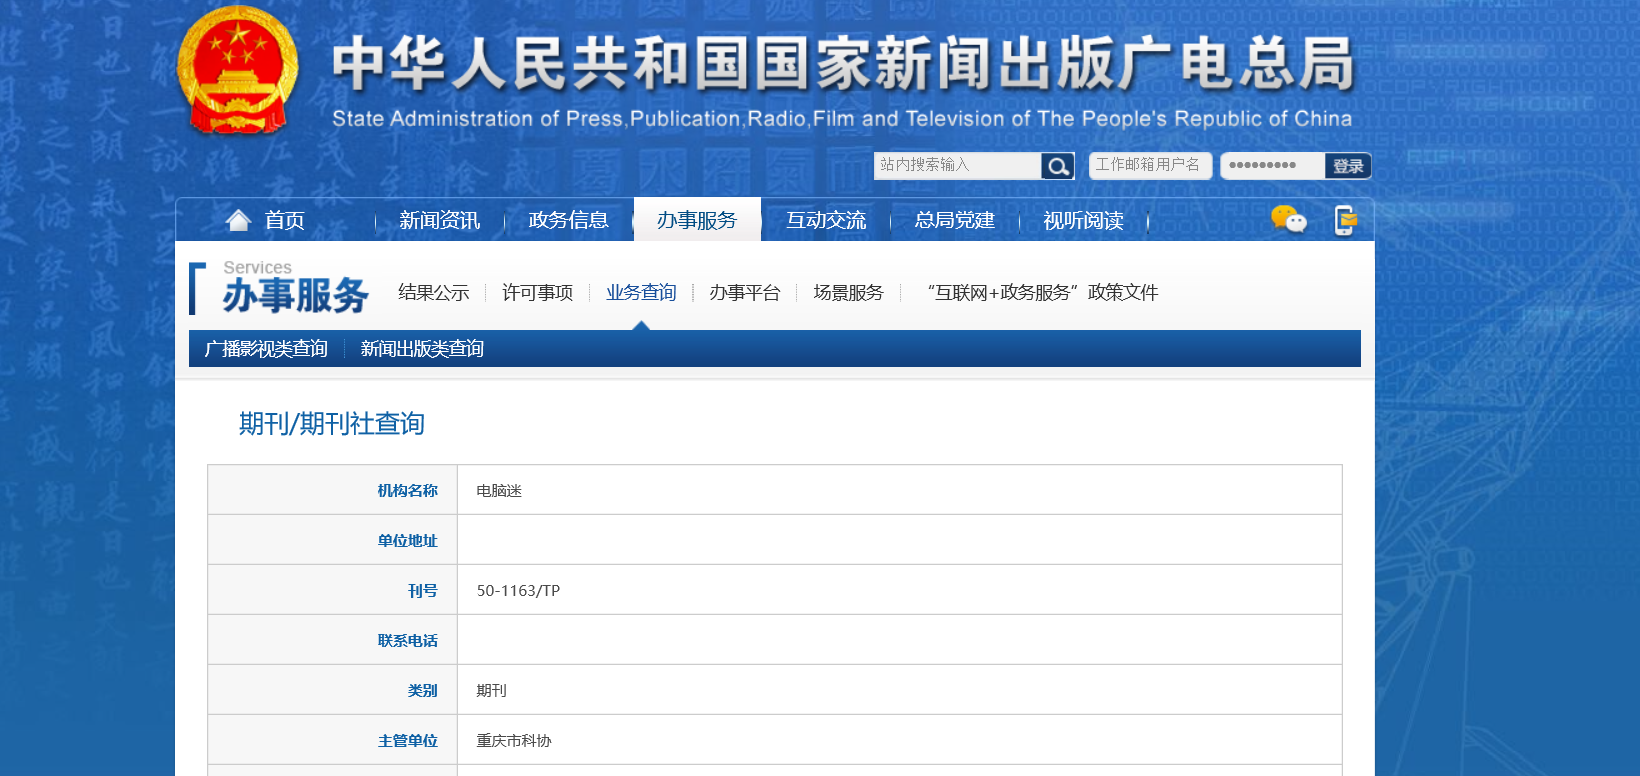 中华人民共和国国家新闻出版广电总局
State Administration of Press,Publication,Radio,Film and Television of The People's Republic of China
站内搜索输入 工作邮箱用户名 ●●●●●●●●● 登录
首页 新闻资讯 政务信息 办事服务 互动交流 总局党建 视听阅读
Services
办事服务 结果公示 许可事项 业务查询 办事平台 场景服务 “互联网+政务服务”政策文件
广播影视类查询 新闻出版类查询
期刊/期刊社查询
机构名称 电脑迷
单位地址
刊号 50-1163/TP
联系电话
类别 期刊
主管单位 重庆市科协